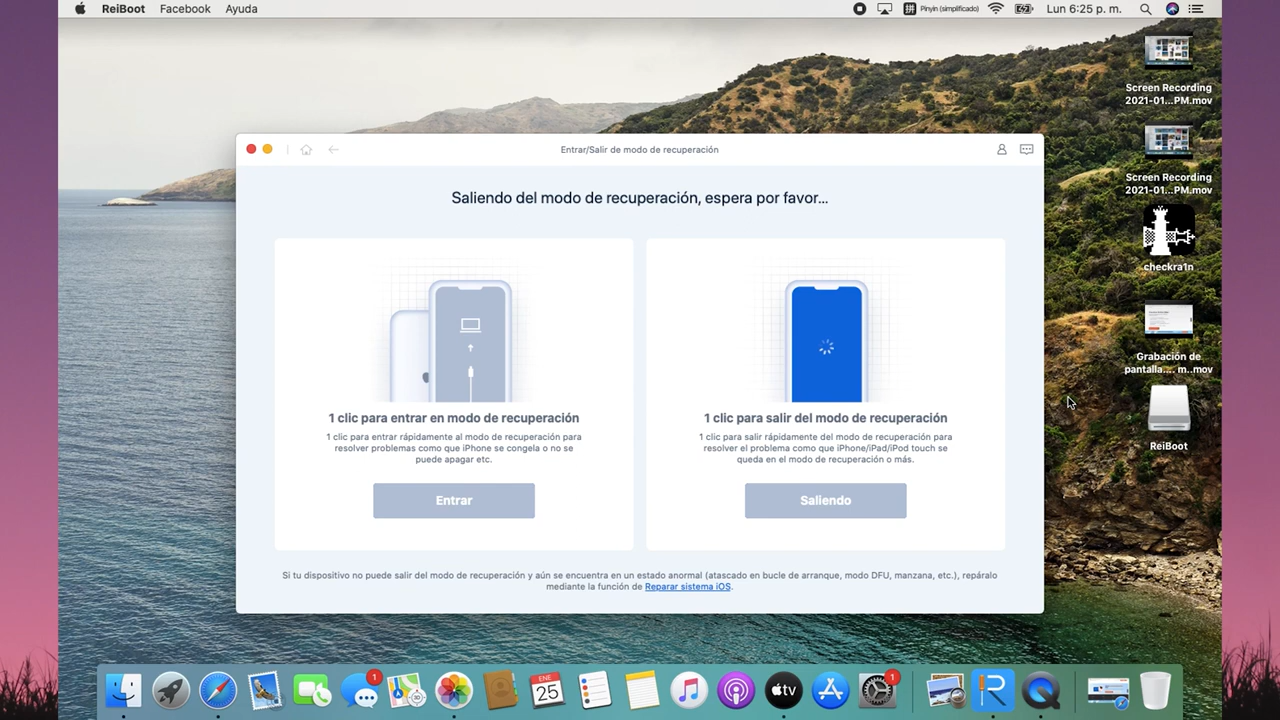 ReiBoot Facebook Ayuda
Pinyin (simplificado) Lun 6:25 p. m.
Screen Recording
2021-01...PM.mov
Screen Recording
2021-01...PM.mov
checkra1n
Grabación de
pantalla.... m..mov
ReiBoot
Entrar/Salir de modo de recuperación
Saliendo del modo de recuperación, espera por favor...
1 clic para entrar en modo de recuperación
1 clic para entrar rápidamente al modo de recuperación para
resolver problemas como que iPhone se congela o no se
puede apagar etc.
Entrar
1 clic para salir del modo de recuperación
1 clic para salir rápidamente del modo de recuperación para
resolver el problema como que iPhone/iPad/iPod touch se
queda en el modo de recuperación o más.
Saliendo
Si tu dispositivo no puede salir del modo de recuperación y aún se encuentra en un estado anormal (atascado en bucle de arranque, modo DFU, manzana, etc.), repáralo
mediante la función de Reparar sistema iOS.
1
ENE
25
tv
1